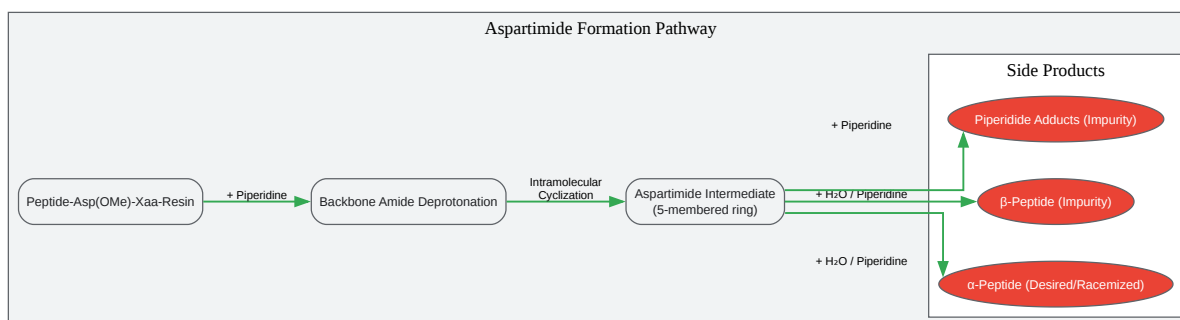 Aspartimide Formation Pathway
Side Products
+ Piperidine
Piperidide Adducts (Impurity)
Peptide-Asp(OMe)-Xaa-Resin
+ Piperidine
Backbone Amide Deprotonation
Intramolecular
Cyclization
Aspartimide Intermediate
(5-membered ring)
+ H₂O / Piperidine
β-Peptide (Impurity)
+ H₂O / Piperidine
α-Peptide (Desired/Racemized)